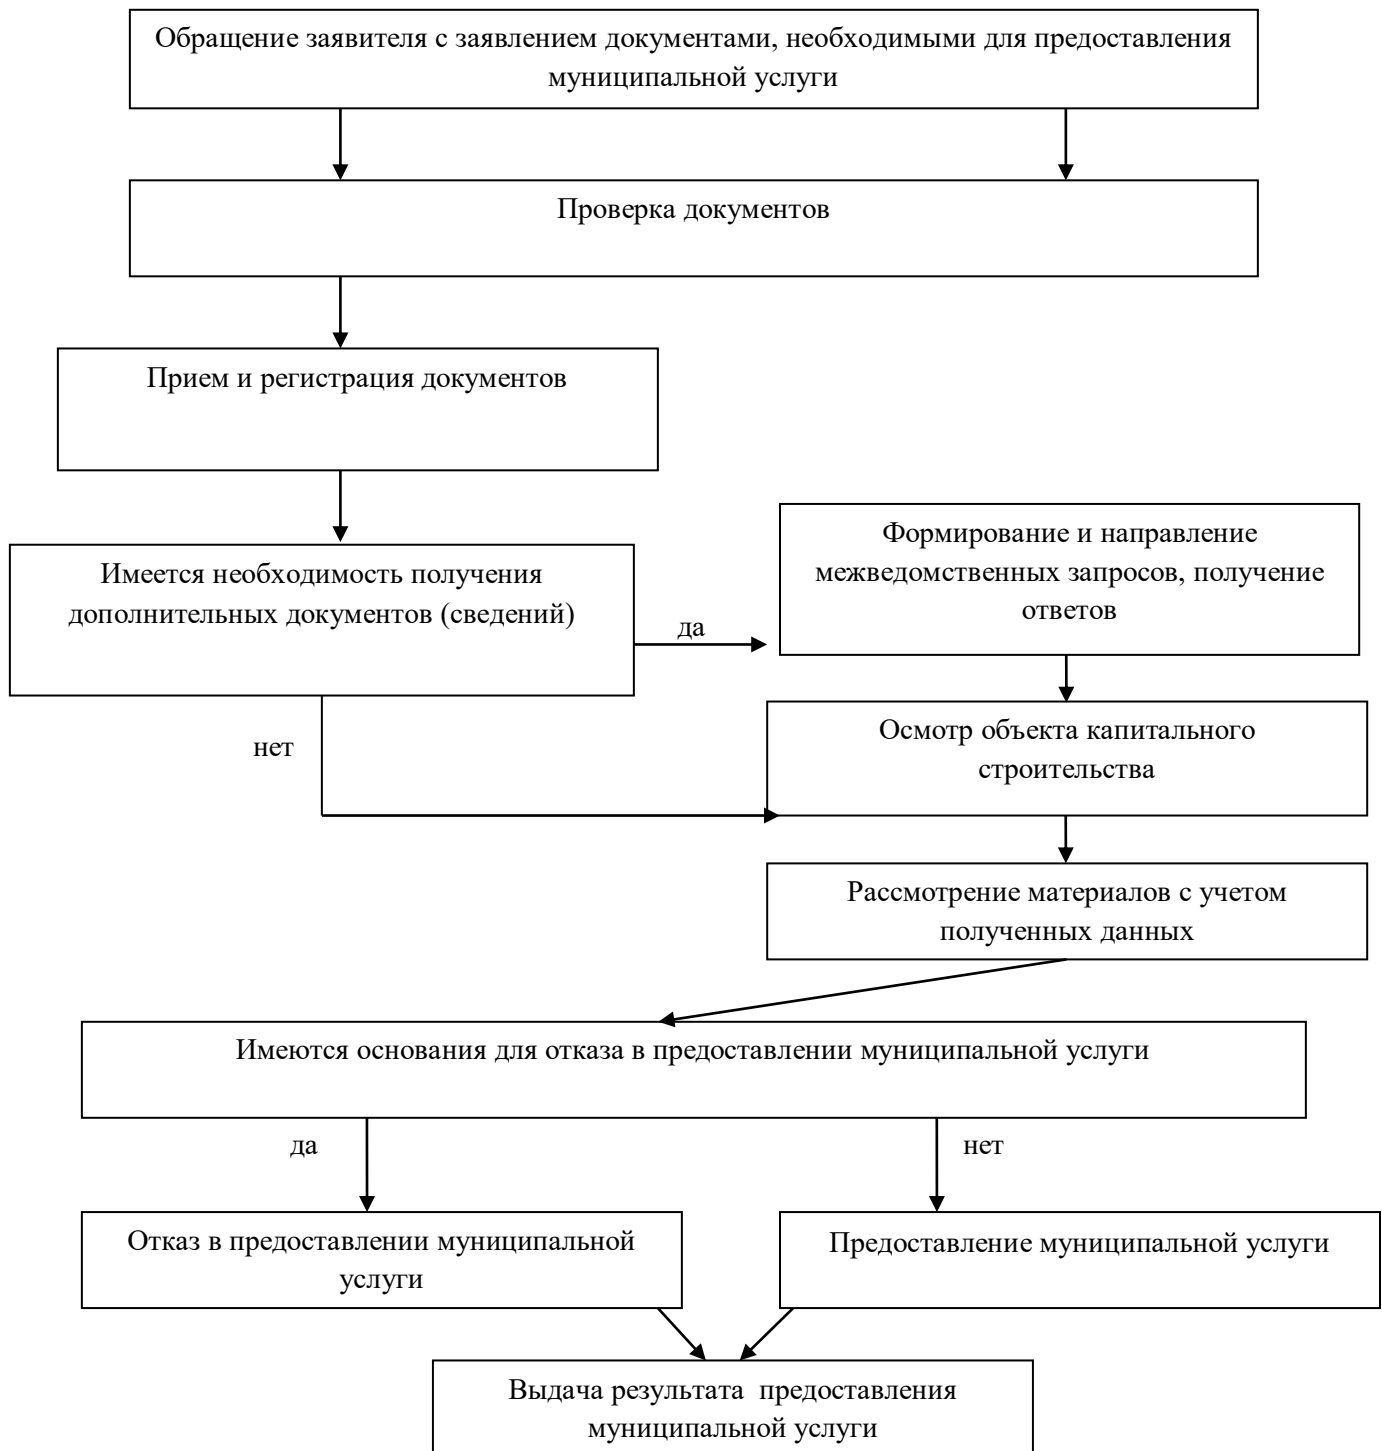 Обращение заявителя с заявлением документами, необходимыми для предоставления
муниципальной услуги
Проверка документов
Прием и регистрация документов
Имеется необходимость получения
дополнительных документов (сведений)
да
Формирование и направление
межведомственных запросов, получение
ответов
нет
Осмотр объекта капитального
строительства
Рассмотрение материалов с учетом
полученных данных
Имеются основания для отказа в предоставлении муниципальной услуги
да
нет
Отказ в предоставлении муниципальной
услуги
Предоставление муниципальной услуги
Выдача результата  предоставления
муниципальной услуги